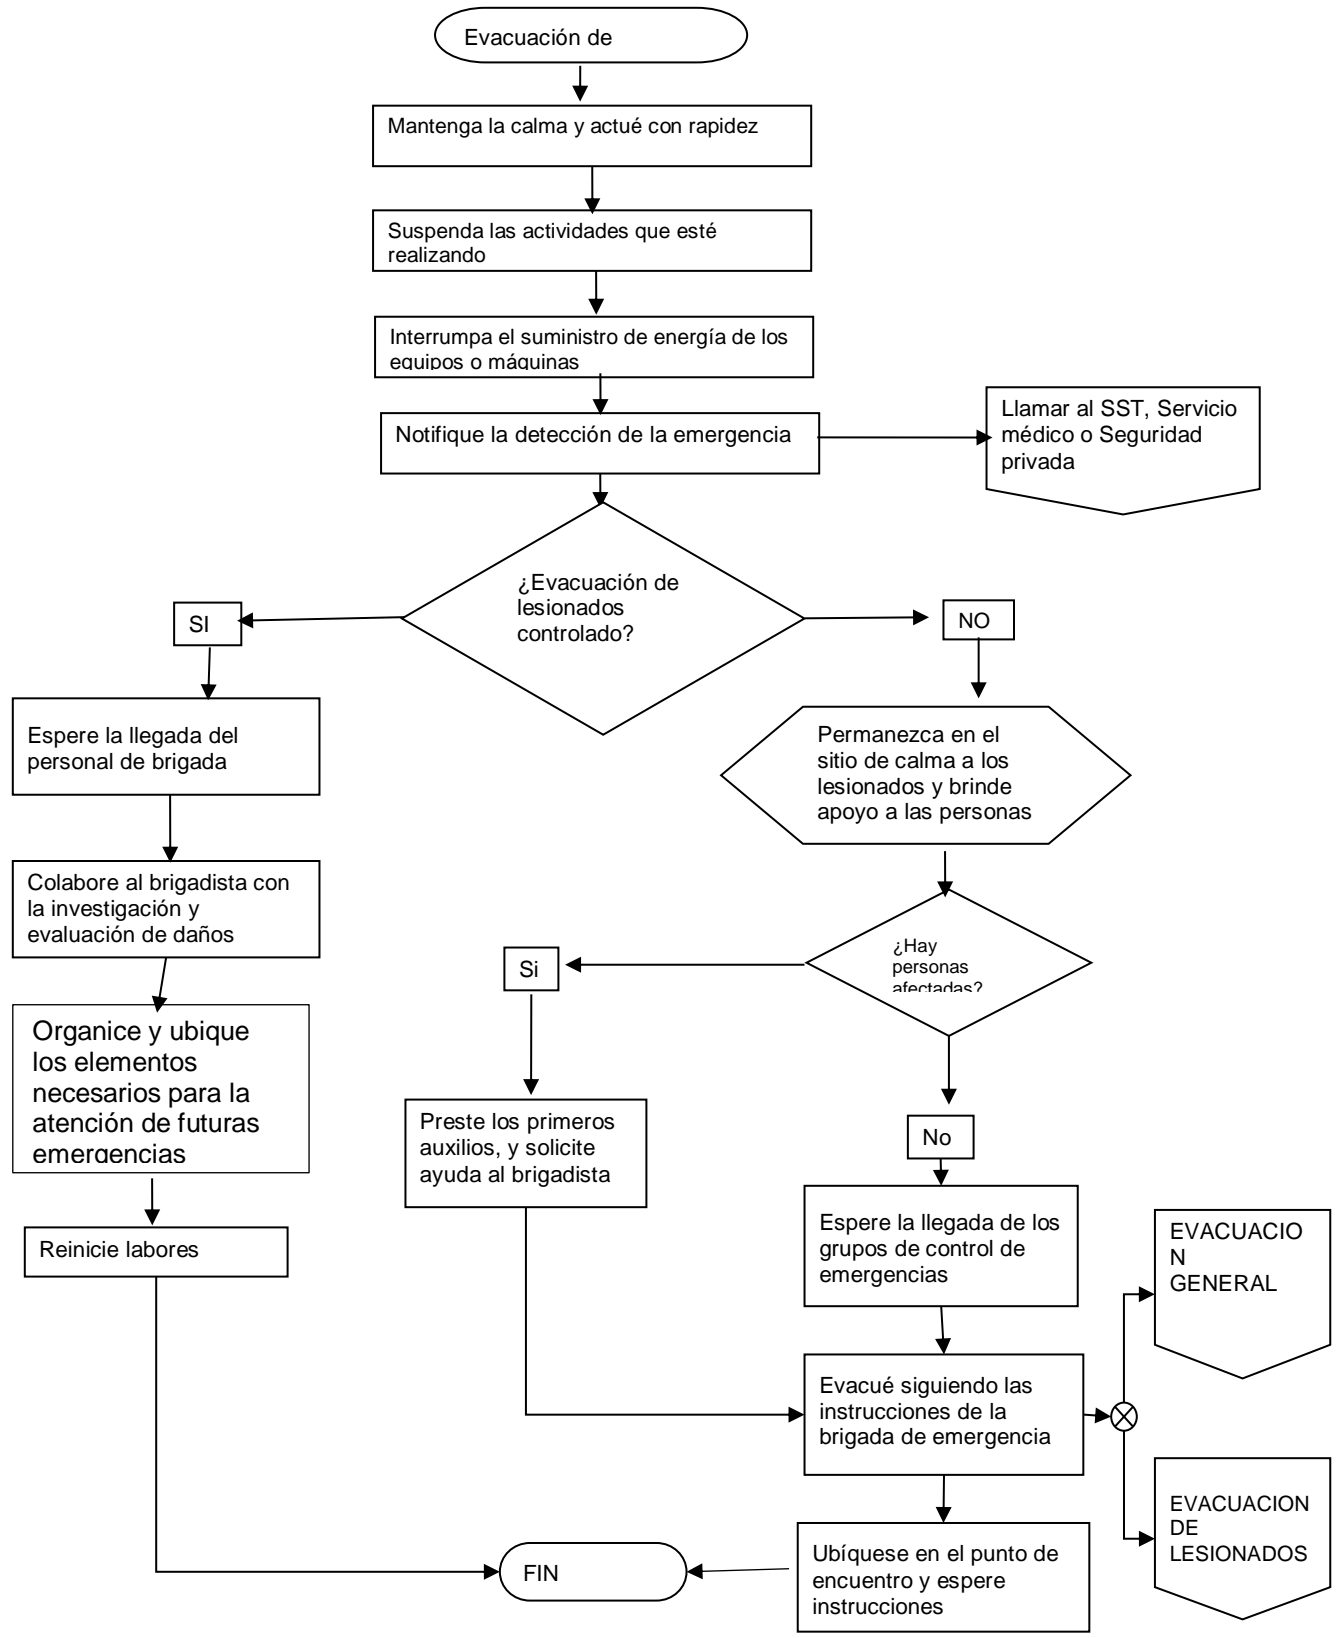 Evacuación de
Mantenga la calma y actué con rapidez
Suspenda las actividades que esté
realizando
Interrumpa el suministro de energía de los
equipos o máquinas
Notifique la detección de la emergencia
Llamar al SST, Servicio
médico o Seguridad
privada
¿Evacuación de
lesionados
controlado?
SI
NO
Espere la llegada del
personal de brigada
Permanezca en el
sitio de calma a los
lesionados y brinde
apoyo a las personas
Colabore al brigadista con
la investigación y
evaluación de daños
¿Hay
personas
afectadas?
Si
Organice y ubique
los elementos
necesarios para la
atención de futuras
emergencias
Preste los primeros
auxilios, y solicite
ayuda al brigadista
No
Reinicie labores
Espere la llegada de los
grupos de control de
emergencias
EVACUACIO
N
GENERAL
Evacué siguiendo las
instrucciones de la
brigada de emergencia
EVACUACION
DE
LESIONADOS
Ubíquese en el punto de
encuentro y espere
instrucciones
FIN